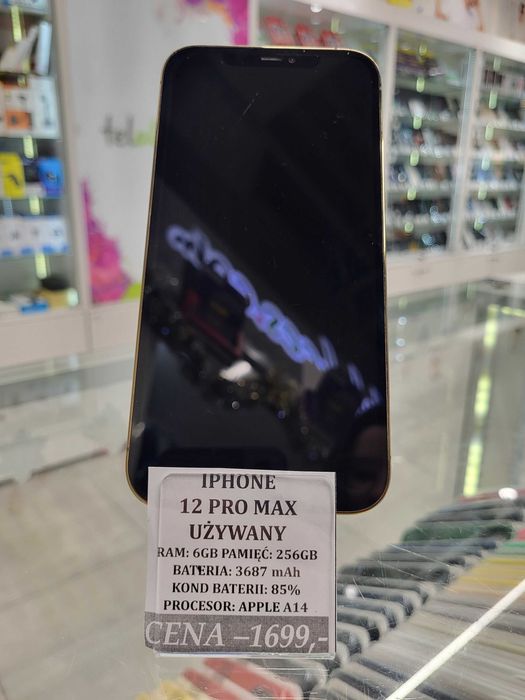 IPHONE
12 PRO MAX
UŻYWANY
RAM: 6GB PAMIĘĆ: 256GB
BATERIA: 3687 mAh
KOND BATERII: 85%
PROCESOR: APPLE A14
CENA –1699,-